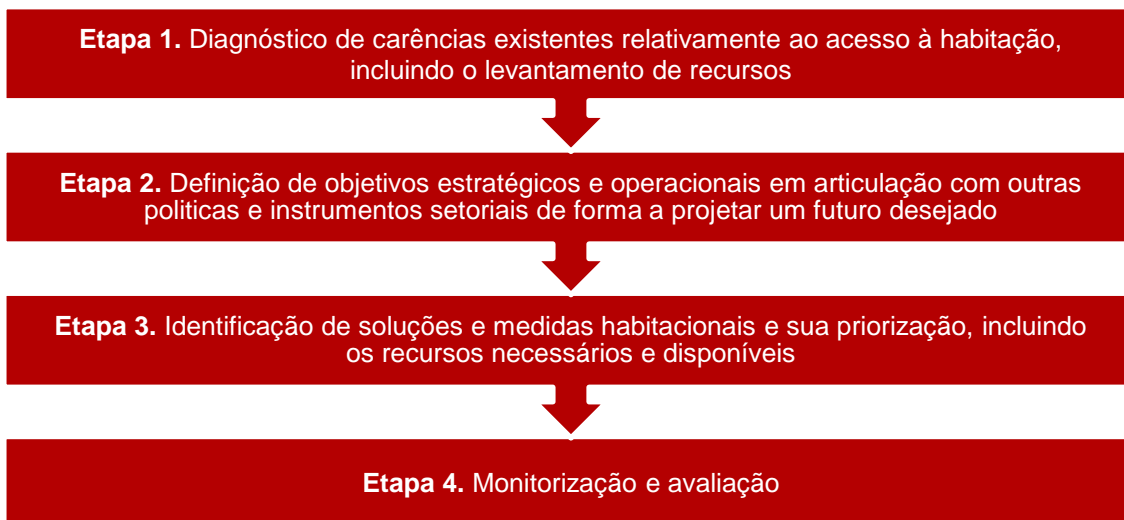 Etapa 1. Diagnóstico de carências existentes relativamente ao acesso à habitação,
incluindo o levantamento de recursos
Etapa 2. Definição de objetivos estratégicos e operacionais em articulação com outras
politicas e instrumentos setoriais de forma a projetar um futuro desejado
Etapa 3. Identificação de soluções e medidas habitacionais e sua priorização, incluindo
os recursos necessários e disponíveis
Etapa 4. Monitorização e avaliação